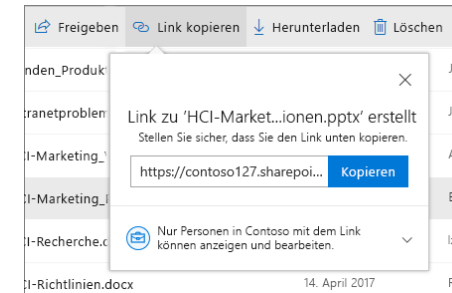 Freigeben Link kopieren Herunterladen Löschen
nden_Produk
tranetproblem
Link zu 'HCI-Market...ionen.pptx' erstellt
Stellen Sie sicher, dass Sie den Link unten kopieren.
I-Marketing_
https://contoso127.sharepoi... Kopieren
I-Marketing_
Nur Personen in Contoso mit dem Link
können anzeigen und bearbeiten.
I-Recherche.d
I-Richtlinien.docx 14. April 2017